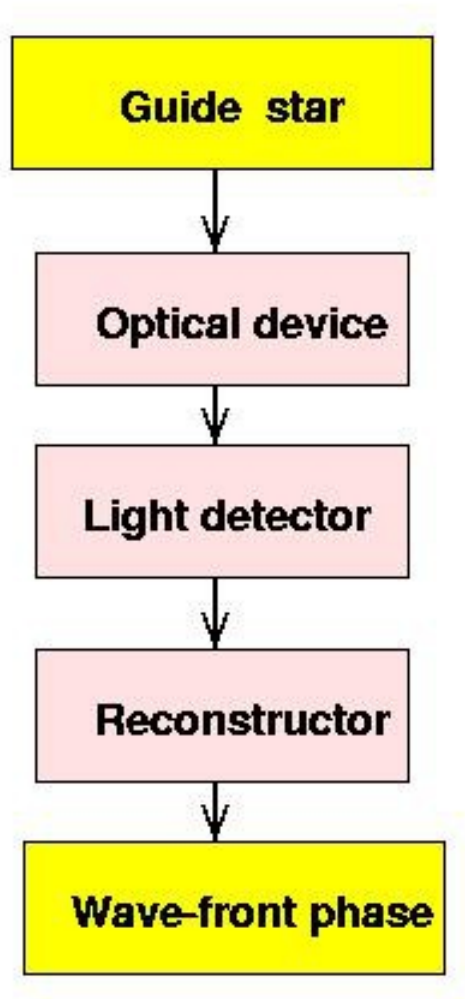 Guide star
Optical device
Light detector
Reconstructor
Wave-front phase